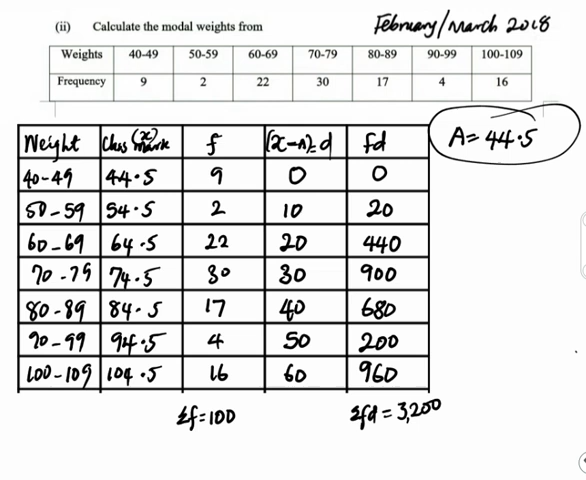 (ii) Calculate the modal weights from
February/March 2018
Weights 40-49 50-59 60-69 70-79 80-89 90-99 100-109
Frequency 9 2 22 30 17 4 16
A = 44.5
Weight Class (x) mark f (x-A)=d fd
40-49 44.5 9 0 0
50-59 54.5 2 10 20
60-69 64.5 22 20 440
70-79 74.5 30 30 900
80-89 84.5 17 40 680
90-99 94.5 4 50 200
100-109 104.5 16 60 960
Σf=100 Σfd = 3,200